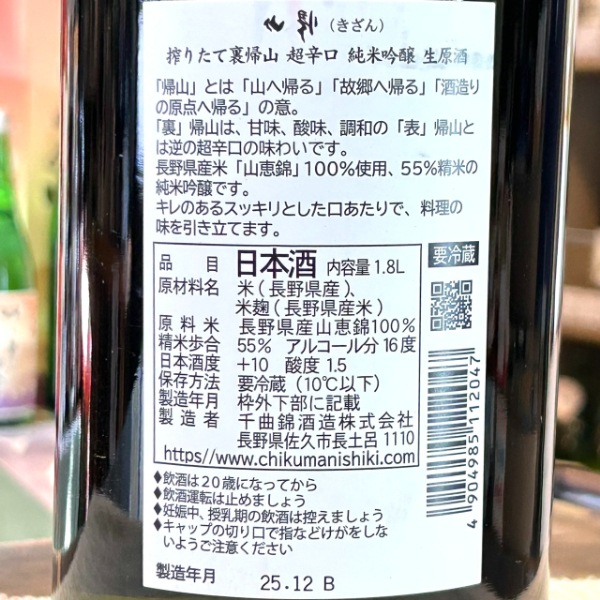 帰山（きざん）
搾りたて裏帰山 超辛口 純米吟醸 生原酒
「帰山」とは「山へ帰る」「故郷へ帰る」「酒造り
の原点へ帰る」の意。
「裏」帰山は、甘味、酸味、調和の「表」帰山と
は逆の超辛口の味わいです。
長野県産米「山恵錦」100%使用、55%精米の
純米吟醸です。
キレのあるスッキリとした口あたりで、料理の
味を引き立てます。
品目 日本酒 内容量 1.8L
要冷蔵
原材料名 米（長野県産）、
米麹（長野県産米）
原料米 長野県産山恵錦100%
精米歩合 55% アルコール分 16度
日本酒度 +10 酸度 1.5
保存方法 要冷蔵（10℃以下）
製造年月 枠外下部に記載
製造者 千曲錦酒造株式会社
長野県佐久市長土呂 1110
https://www.chikumanishiki.com/
4 904985 112047
◆飲酒は20歳になってから
◆飲酒運転は止めましょう
◆妊娠中、授乳期の飲酒は控えましょう
◆キャップの切り口で指などけがをしな
いようご注意ください
製造年月 25.12 B